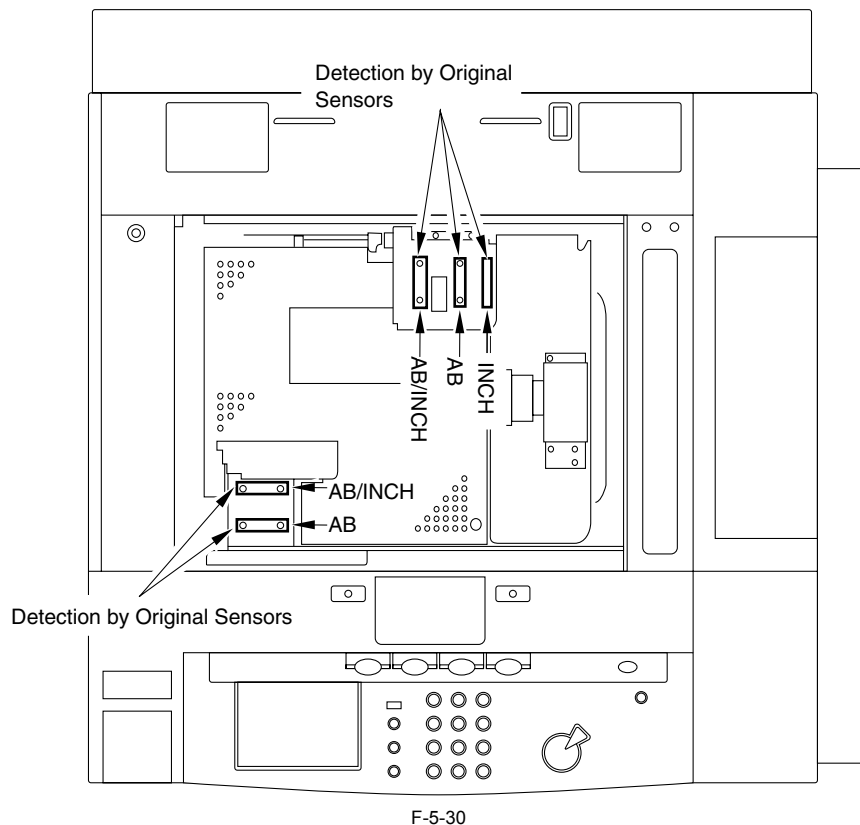 Detection by Original
Sensors
AB/INCH
AB
INCH
AB/INCH
AB
Detection by Original Sensors
F-5-30